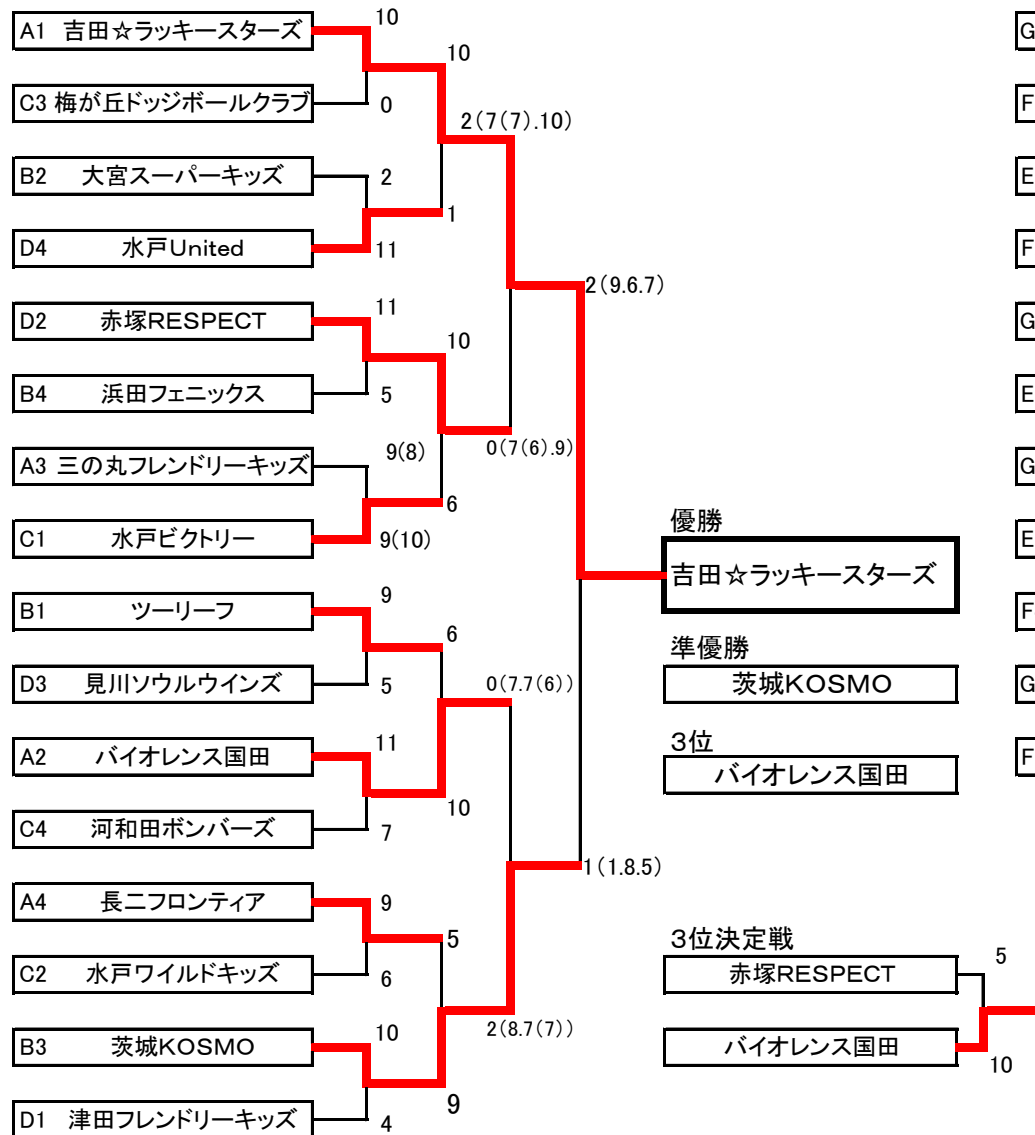 10
A1 吉田☆ラッキースターズ
10
C3 梅が丘ドッジボールクラブ
0
2(7(7).10)
B2 大宮スーパーキッズ
2
1
D4 水戸United
11
2(9.6.7)
11
D2 赤塚RESPECT
10
B4 浜田フェニックス
5
9(8)
0(7(6).9)
A3 三の丸フレンドリーキッズ
6
C1 水戸ビクトリー
9(10)
優勝
吉田☆ラッキースターズ
9
B1 ツーリーフ
6
準優勝
D3 見川ソウルウインズ
5
0(7.7(6))
茨城KOSMO
11
3位
A2 バイオレンス国田
バイオレンス国田
10
C4 河和田ボンバーズ
7
1(1.8.5)
A4 長二フロンティア
9
5
3位決定戦
C2 水戸ワイルドキッズ
6
赤塚RESPECT
5
10
2(8.7(7))
B3 茨城KOSMO
バイオレンス国田
10
9
D1 津田フレンドリーキッズ
4
G
F
E
F
G
E
G
E
F
G
F